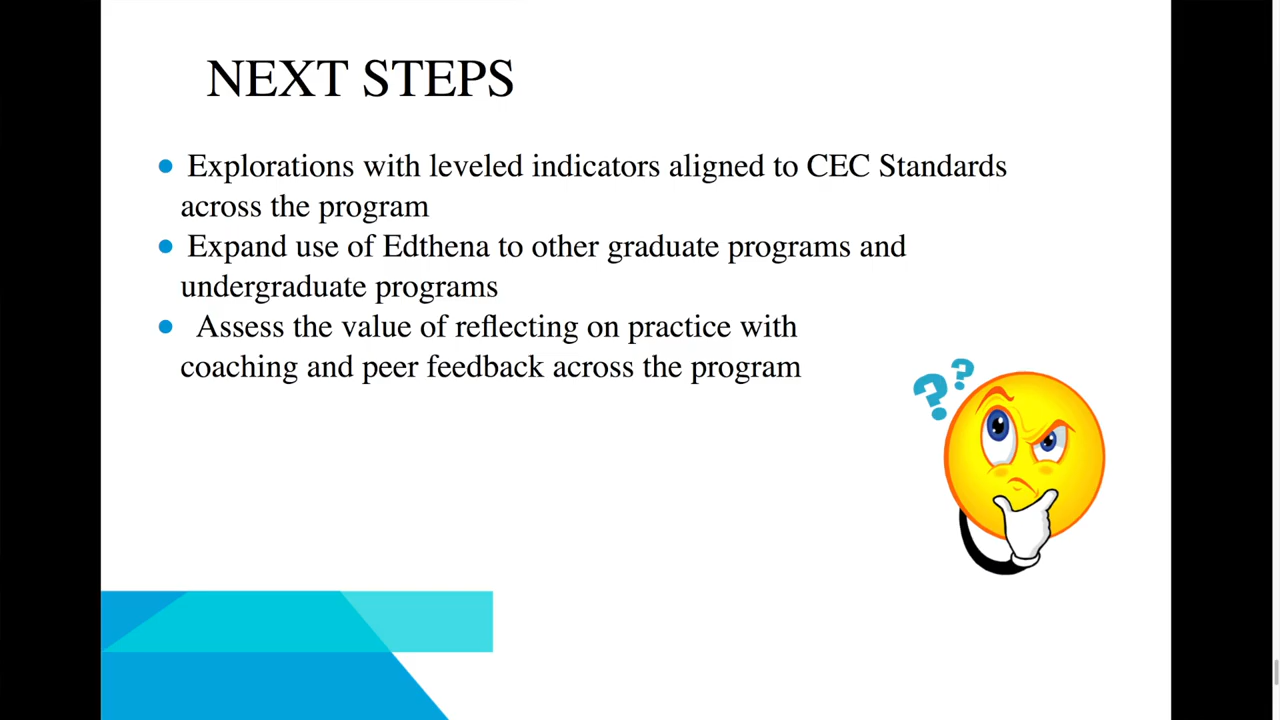 NEXT STEPS
● Explorations with leveled indicators aligned to CEC Standards
across the program
● Expand use of Edthena to other graduate programs and
undergraduate programs
● Assess the value of reflecting on practice with
coaching and peer feedback across the program
? ?